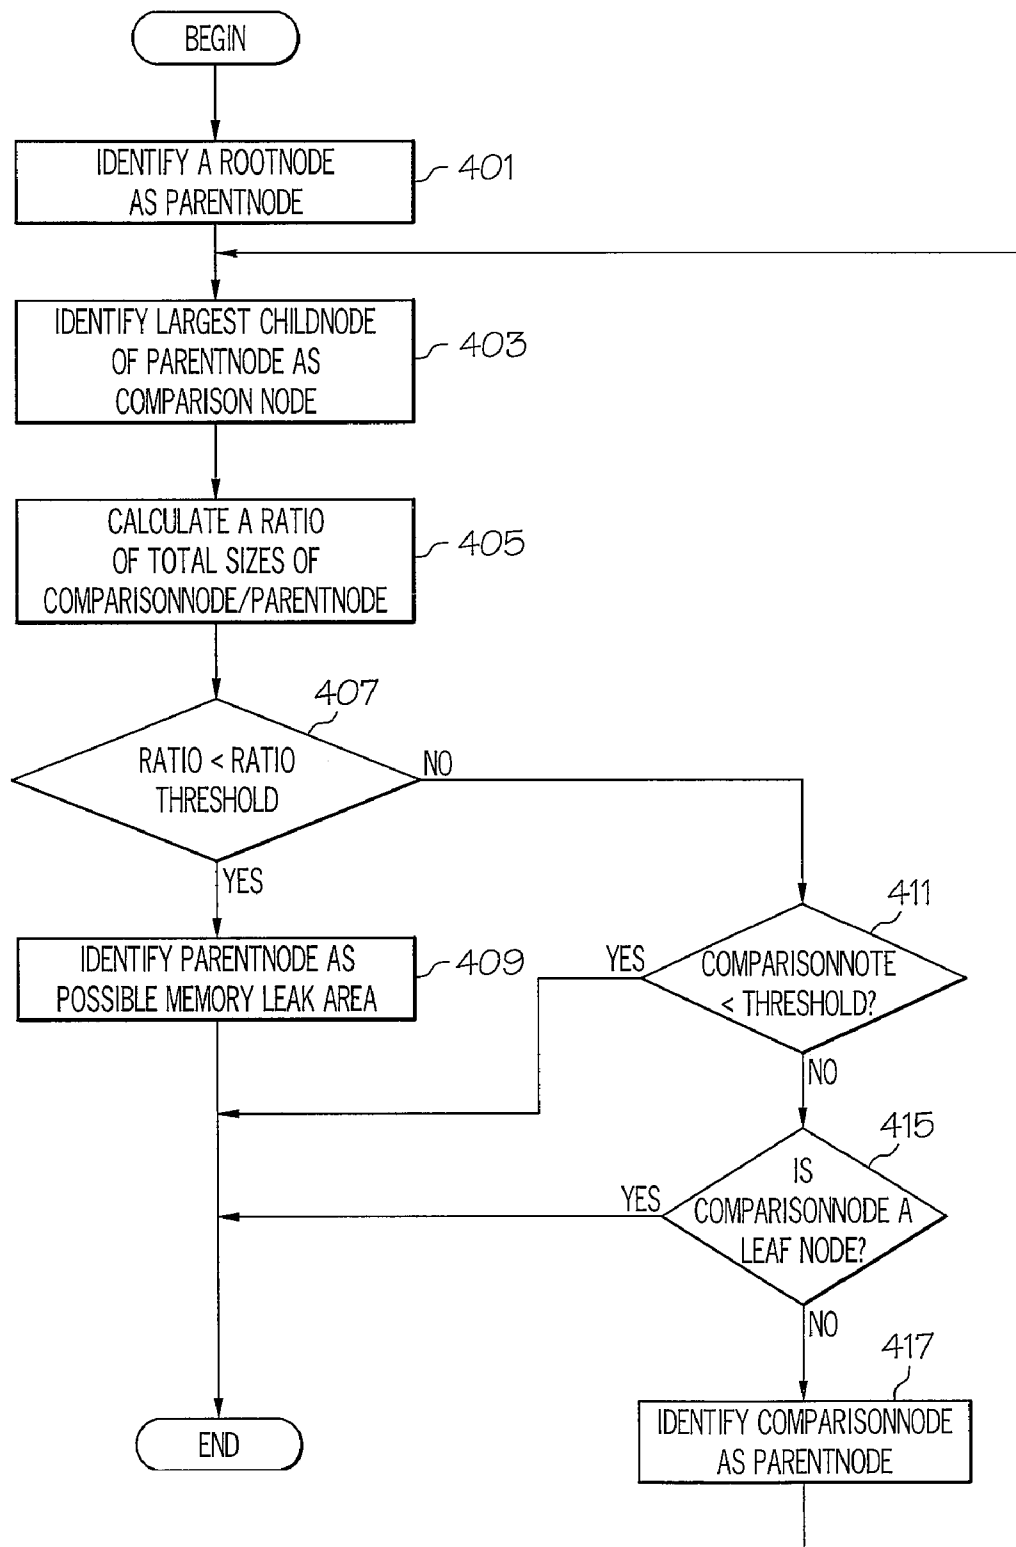 BEGIN
IDENTIFY A ROOTNODE
AS PARENTNODE
401
IDENTIFY LARGEST CHILDNODE
OF PARENTNODE AS
COMPARISON NODE
403
CALCULATE A RATIO
OF TOTAL SIZES OF
COMPARISONNODE/PARENTNODE
405
407
RATIO < RATIO
THRESHOLD
NO
YES
IDENTIFY PARENTNODE AS
POSSIBLE MEMORY LEAK AREA
409
411
COMPARISONNOTE
< THRESHOLD?
YES
NO
415
IS
COMPARISONNODE A
LEAF NODE?
YES
NO
417
IDENTIFY COMPARISONNODE
AS PARENTNODE
END